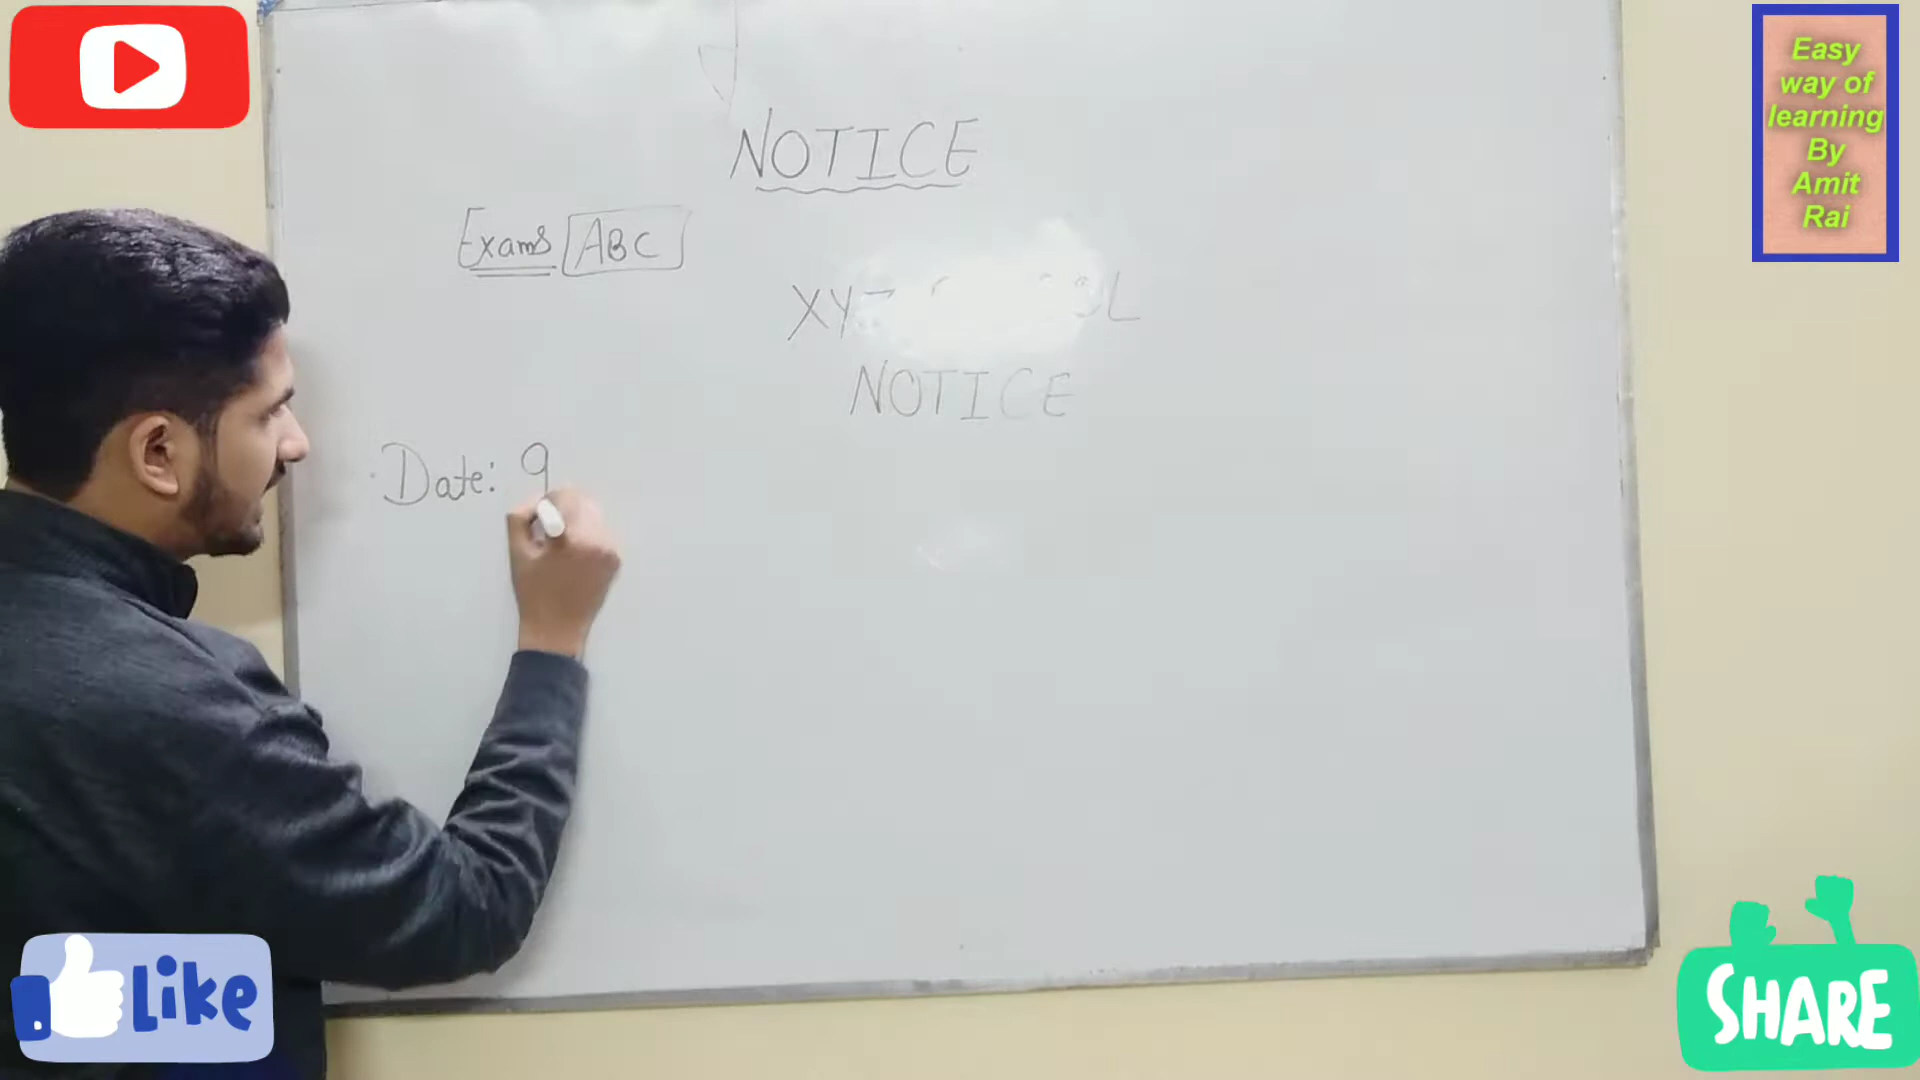 Easy
way of
learning
By
Amit
Rai
NOTICE
Exams ABC
NOTICE
Date: 9
Like
SHARE